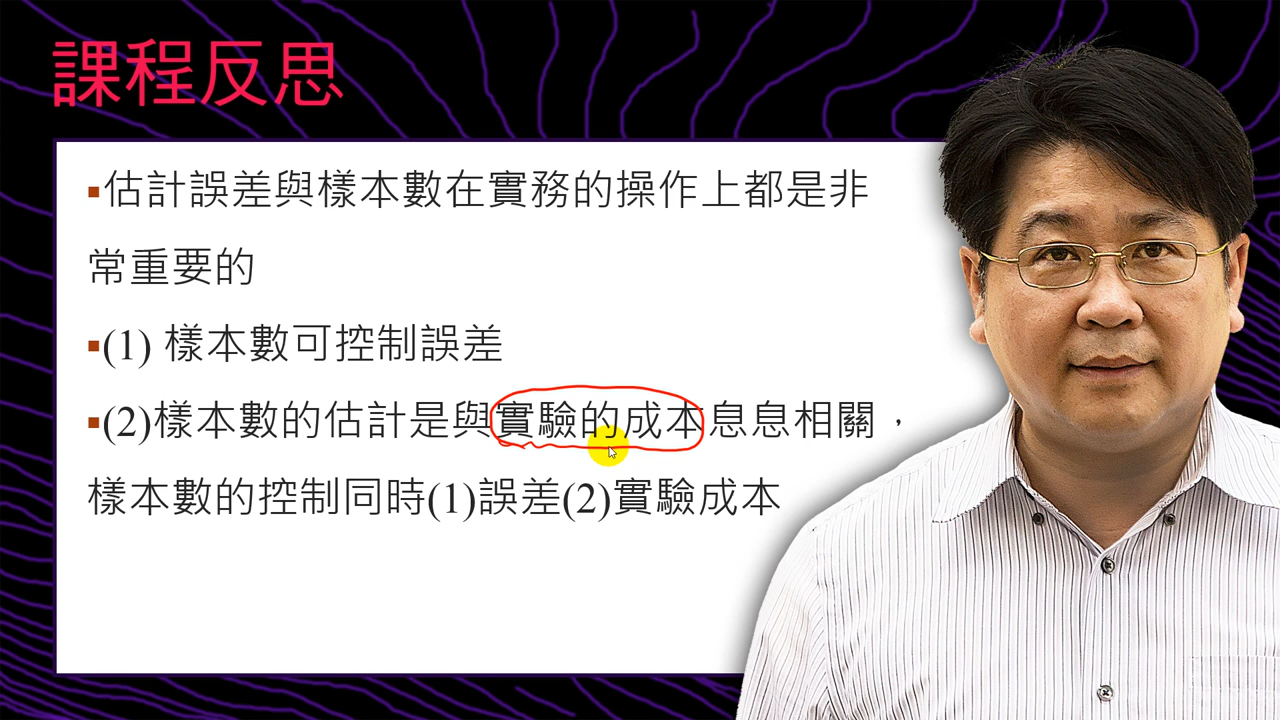 課程反思
▪估計誤差與樣本數在實務的操作上都是非
常重要的
▪(1) 樣本數可控制誤差
▪(2)樣本數的估計是與實驗的成本息息相關，
樣本數的控制同時(1)誤差(2)實驗成本